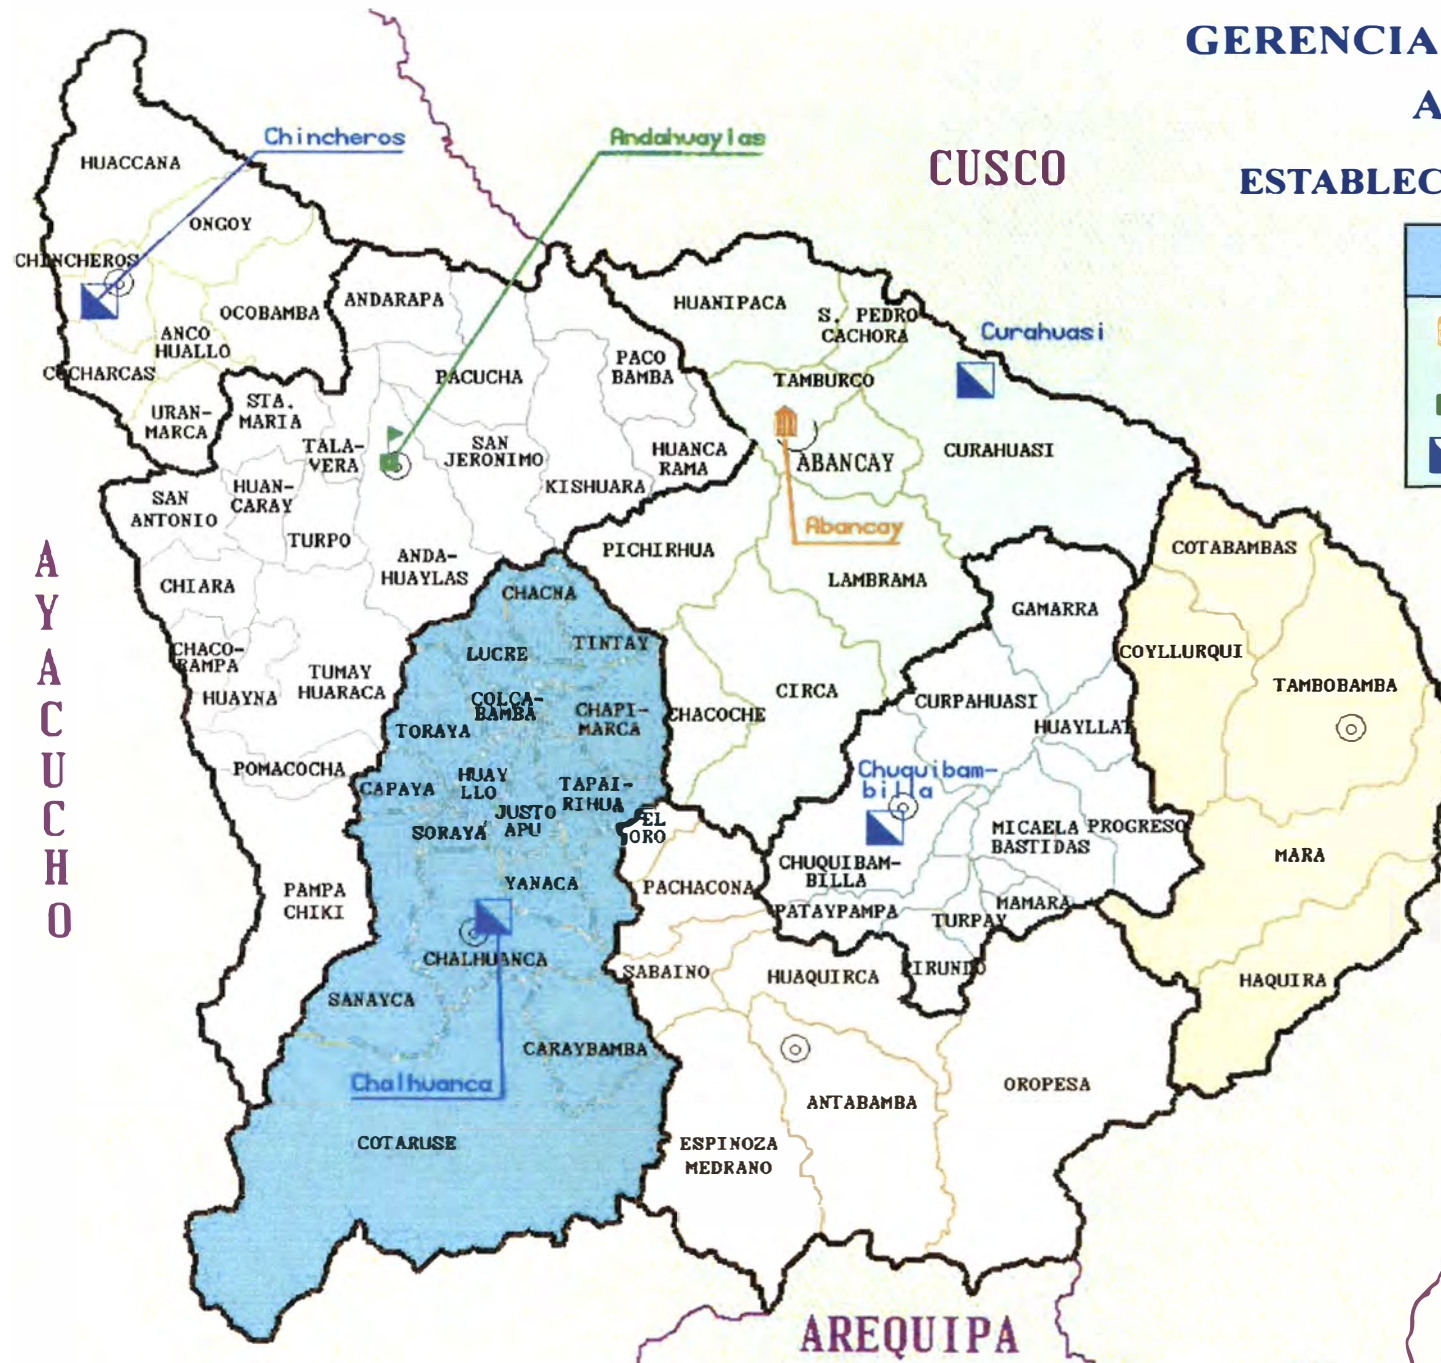 GERENCIA
A
ESTABLEC
CUSCO
AYACUCHO
AREQUIPA
Chincheros
Andahuaylas
Curahuasi
Abancay
Chuquibam-
billa
Chalhuanca
HUACCANA
ONGOY
CHINCHEROS
OCOBAMBA
ANCO
HUALLO
COCHARCAS
URAN-
MARCA
ANDARAPA
PACUCHA
PACO
BAMBA
STA.
MARIA
TALA-
VERA
SAN
JERONIMO
HUANCA
RAMA
KISHUARA
SAN
ANTONIO
HUAN-
CARAY
TURPO
ANDA-
HUAYLAS
CHIARA
CHACO-
BAMPA
HUAYNA
TUMAY
HUARACA
POMACOCHA
PAMPA
CHIKI
HUANIPACA
S. PEDRO
CACHORA
TAMBURCO
ABANCAY
CURAHUASI
PICHIRHUA
LAMBRAMA
CIRCA
CHACOCHE
CHACNA
LUCRE
TINTAY
COLCA-
BAMBA
CHAPI-
MARCA
TORAYA
CAPAYA
HUAY
LLO
TAPAI-
RIHUA
JUSTO
APU
SORAYA
YANACA
CHALHUANCA
SANAYCA
CARAYBAMBA
COTARUSE
GAMARRA
CURPAHUASI
HUAYLLAT
MICAELA
BASTIDAS
PROGRESO
CHUQUIBAM-
BILLA
MAMARA
PATAYPAMPA
TURPAY
PIRUNDO
EL
ORO
PACHACONA
SABAINO
HUAQUIRCA
ANTABAMBA
OROPESA
ESPINOZA
MEDRANO
COTABAMBAS
COYLLURQUI
TAMBOBAMBA
MARA
HAQUIRA